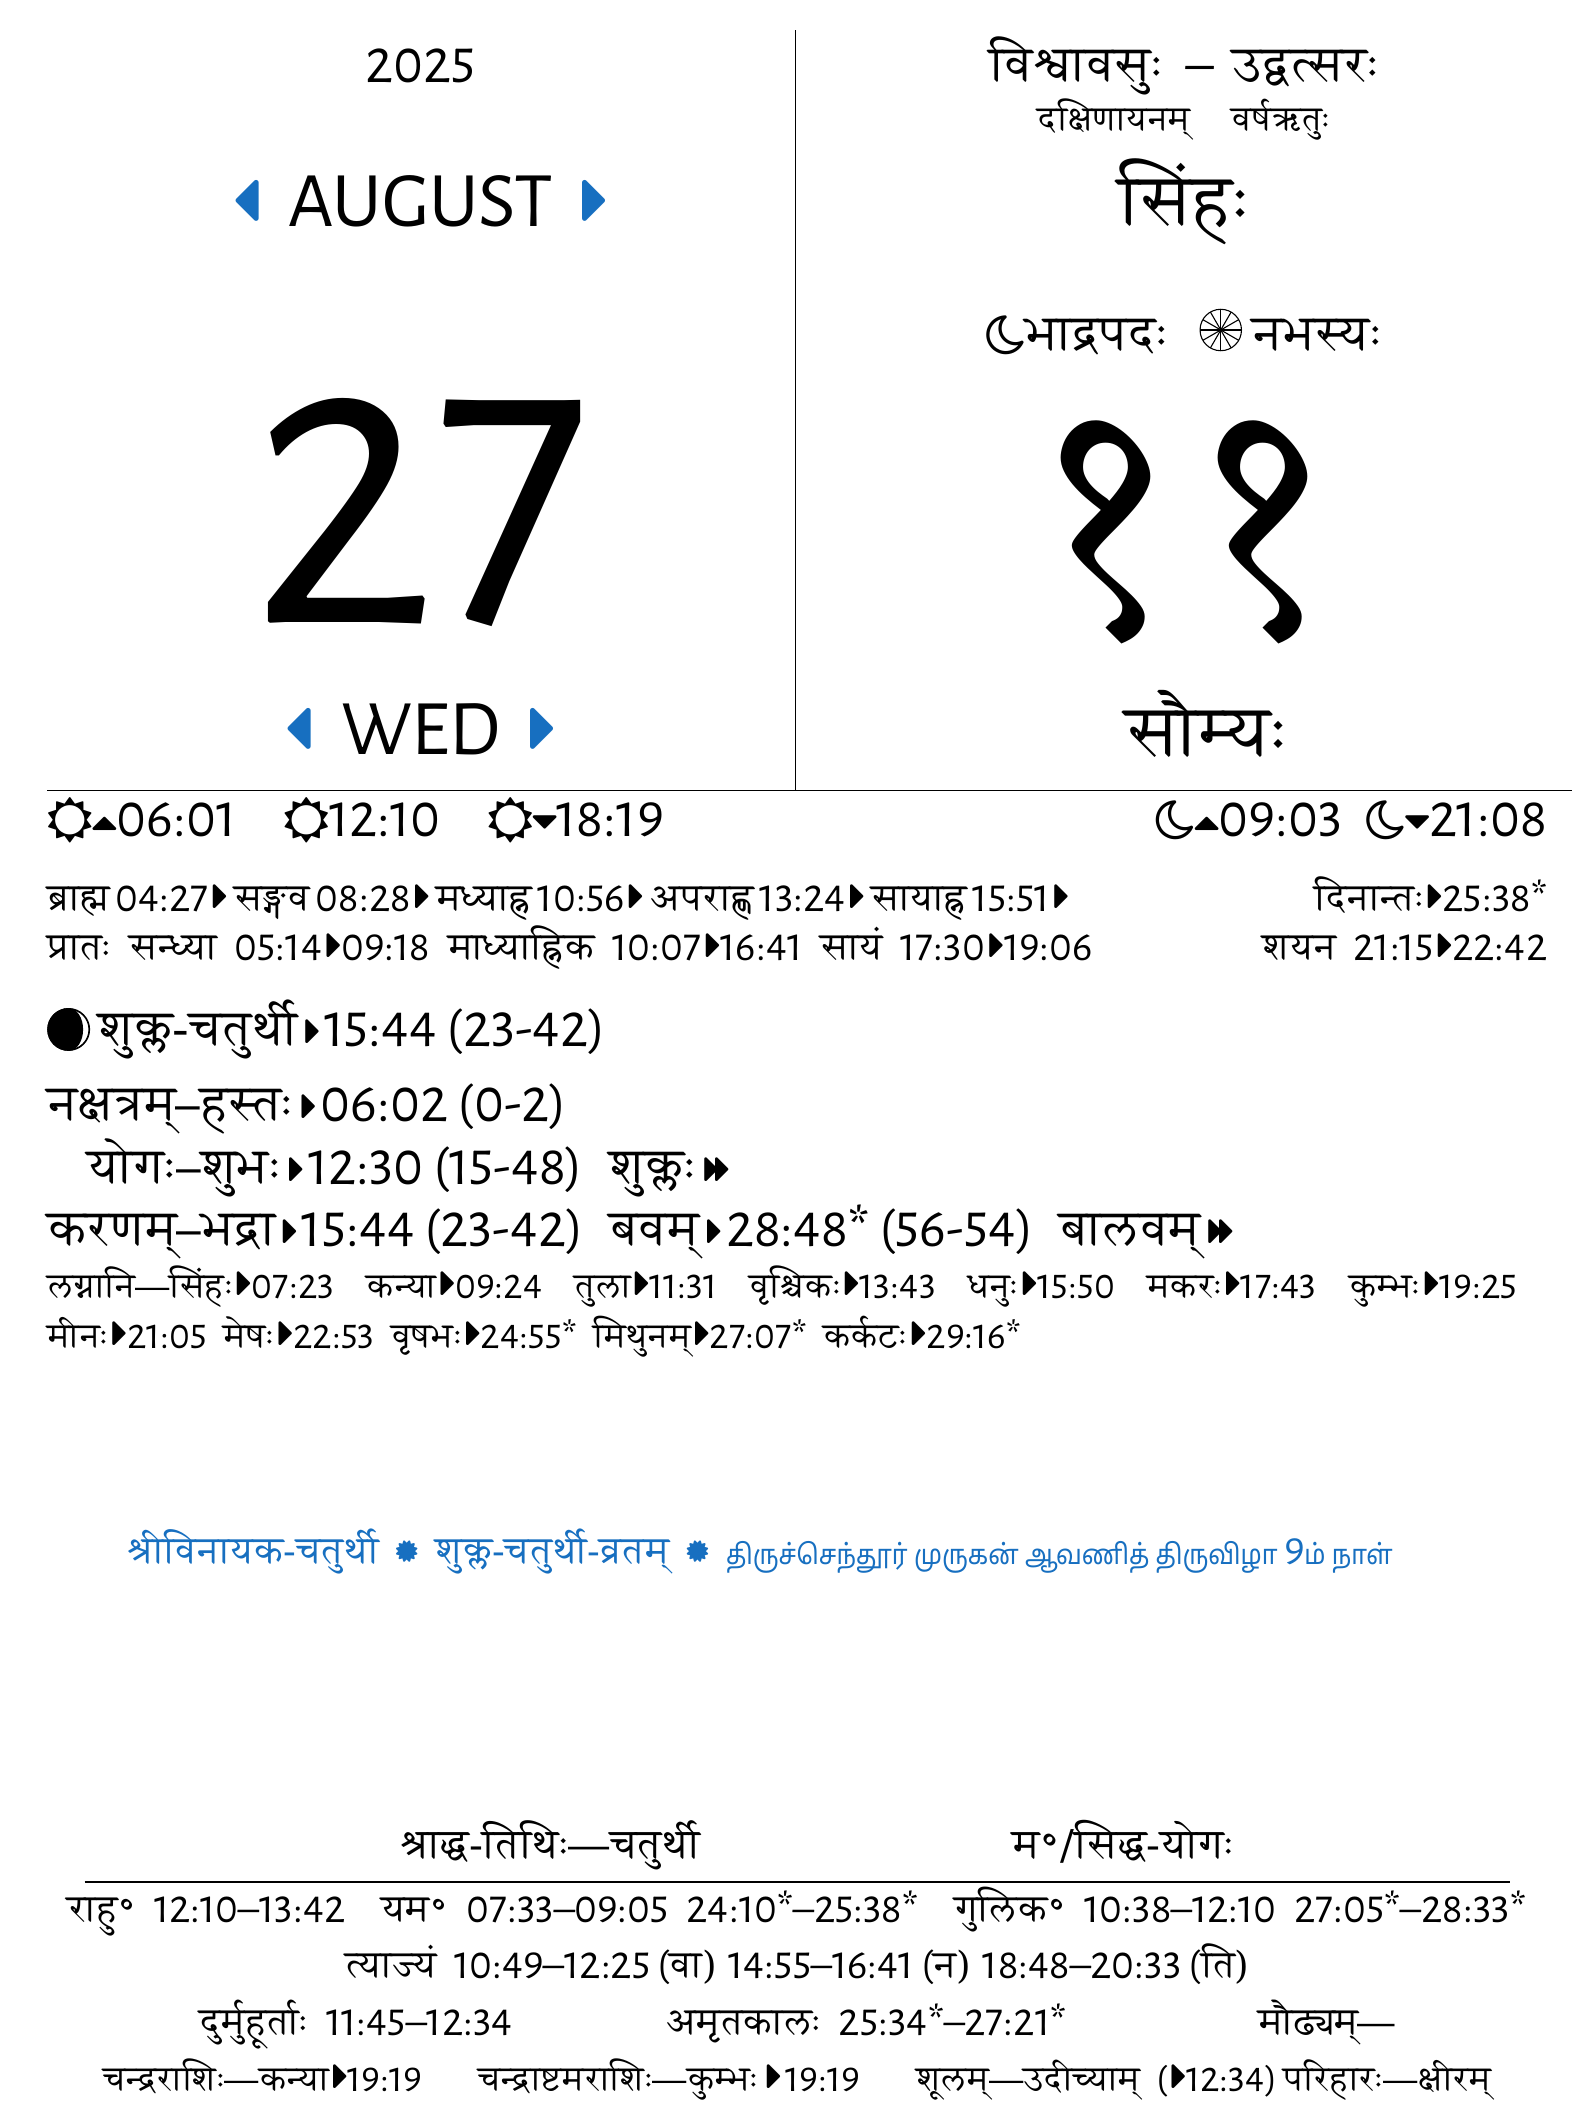 2025
AUGUST
27
WED
विश्वावसुः – उद्वत्सरः
दक्षिणायनम् वर्षऋतुः
सिंहः
भाद्रपदः नभस्यः
११
सौम्यः
06:01 12:10 18:19 09:03 21:08
ब्राह्म 04:27 सङ्गव 08:28 मध्याह्न 10:56 अपराह्ण 13:24 सायाह्न 15:51 दिनान्तः 25:38*
प्रातः सन्ध्या 05:14 09:18 माध्याह्निक 10:07 16:41 सायं 17:30 19:06 शयन 21:15 22:42
शुक्ल-चतुर्थी 15:44 (23-42)
नक्षत्रम्–हस्तः 06:02 (0-2)
योगः–शुभः 12:30 (15-48) शुक्लः
करणम्–भद्रा 15:44 (23-42) बवम् 28:48* (56-54) बालवम्
लग्नानि—सिंहः 07:23 कन्या 09:24 तुला 11:31 वृश्चिकः 13:43 धनुः 15:50 मकरः 17:43 कुम्भः 19:25
मीनः 21:05 मेषः 22:53 वृषभः 24:55* मिथुनम् 27:07* कर्कटः 29:16*
श्रीविनायक-चतुर्थी ✹ शुक्ल-चतुर्थी-व्रतम् ✹ திருச்செந்தூர் முருகன் ஆவணித் திருவிழா 9ம் நாள்
श्राद्ध-तिथिः—चतुर्थी म°/सिद्ध-योगः
राहु° 12:10–13:42 यम° 07:33–09:05 24:10*–25:38* गुलिक° 10:38–12:10 27:05*–28:33*
त्याज्यं 10:49–12:25 (वा) 14:55–16:41 (न) 18:48–20:33 (ति)
दुर्मुहूर्ताः 11:45–12:34 अमृतकालः 25:34*–27:21* मौढ्यम्—
चन्द्रराशिः—कन्या 19:19 चन्द्राष्टमराशिः—कुम्भः 19:19 शूलम्—उदीच्याम् (12:34) परिहारः—क्षीरम्